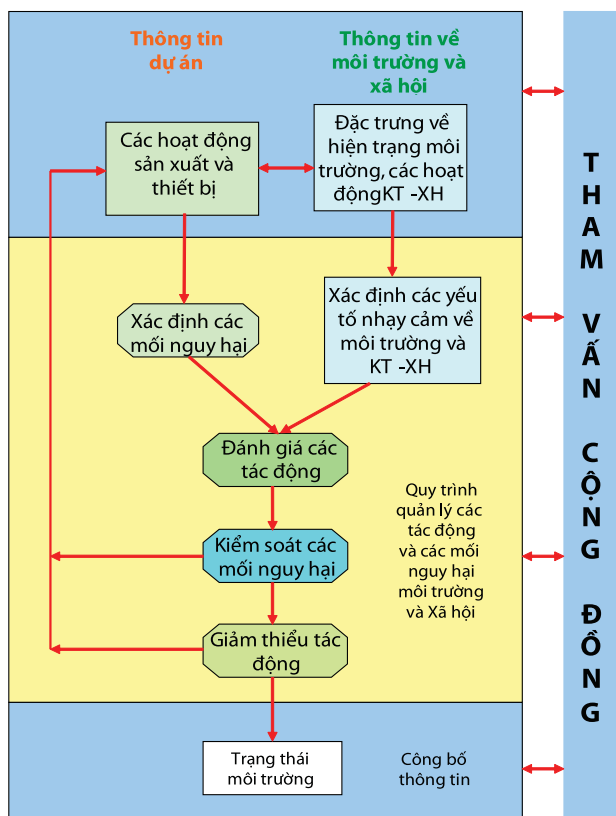 Thông tin
dự án
Thông tin về
môi trường và
xã hội
Các hoạt động
sản xuất và
thiết bị
Đặc trưng về
hiện trạng môi
trường, các hoạt
độngKT -XH
Xác định các
mối nguy hại
Xác định các yếu
tố nhạy cảm về
môi trường và
KT -XH
Đánh giá các
tác động
Kiểm soát các
mối nguy hại
Giảm thiểu tác
động
Quy trình
quản lý các
tác động
và các mối
nguy hại
môi trường
và Xã hội
Trạng thái
môi trường
Công bố
thông tin
THAM VẤN CỘNG ĐỒNG